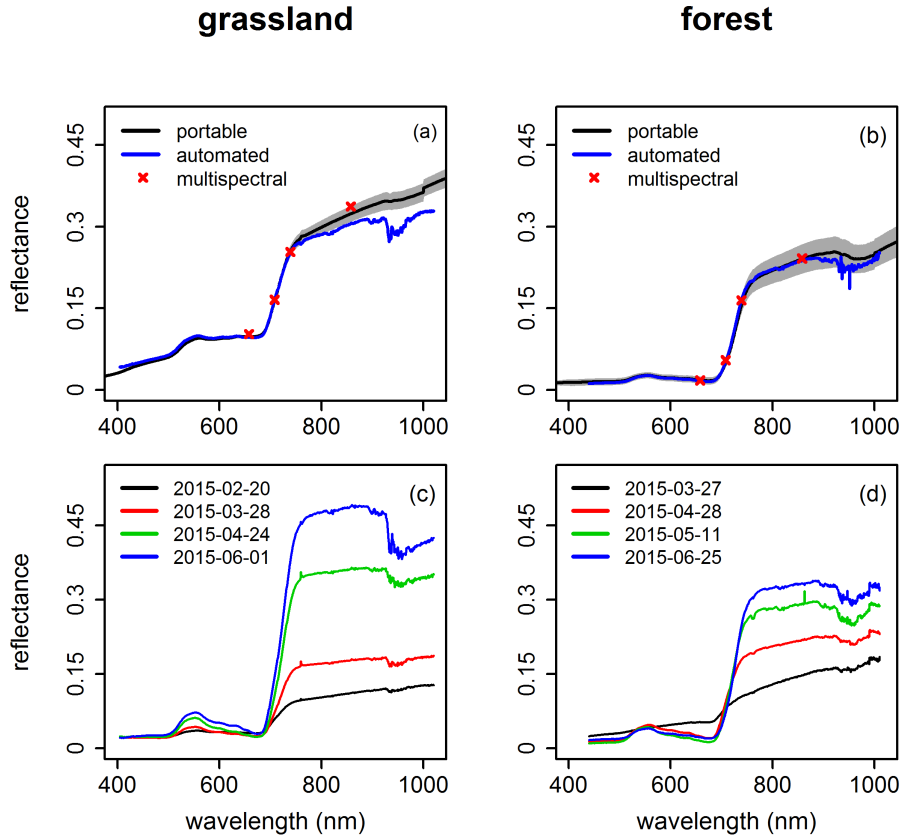 grassland
forest
portable
automated
multispectral
(a)
reflectance
0.45
0.3
0.15
0
400 600 800 1000
portable
automated
multispectral
(b)
0.45
0.3
0.15
0
400 600 800 1000
2015-02-20
2015-03-28
2015-04-24
2015-06-01
(c)
reflectance
0.45
0.3
0.15
0
400 600 800 1000
wavelength (nm)
2015-03-27
2015-04-28
2015-05-11
2015-06-25
(d)
reflectance
0.45
0.3
0.15
0
400 600 800 1000
wavelength (nm)
reflectance